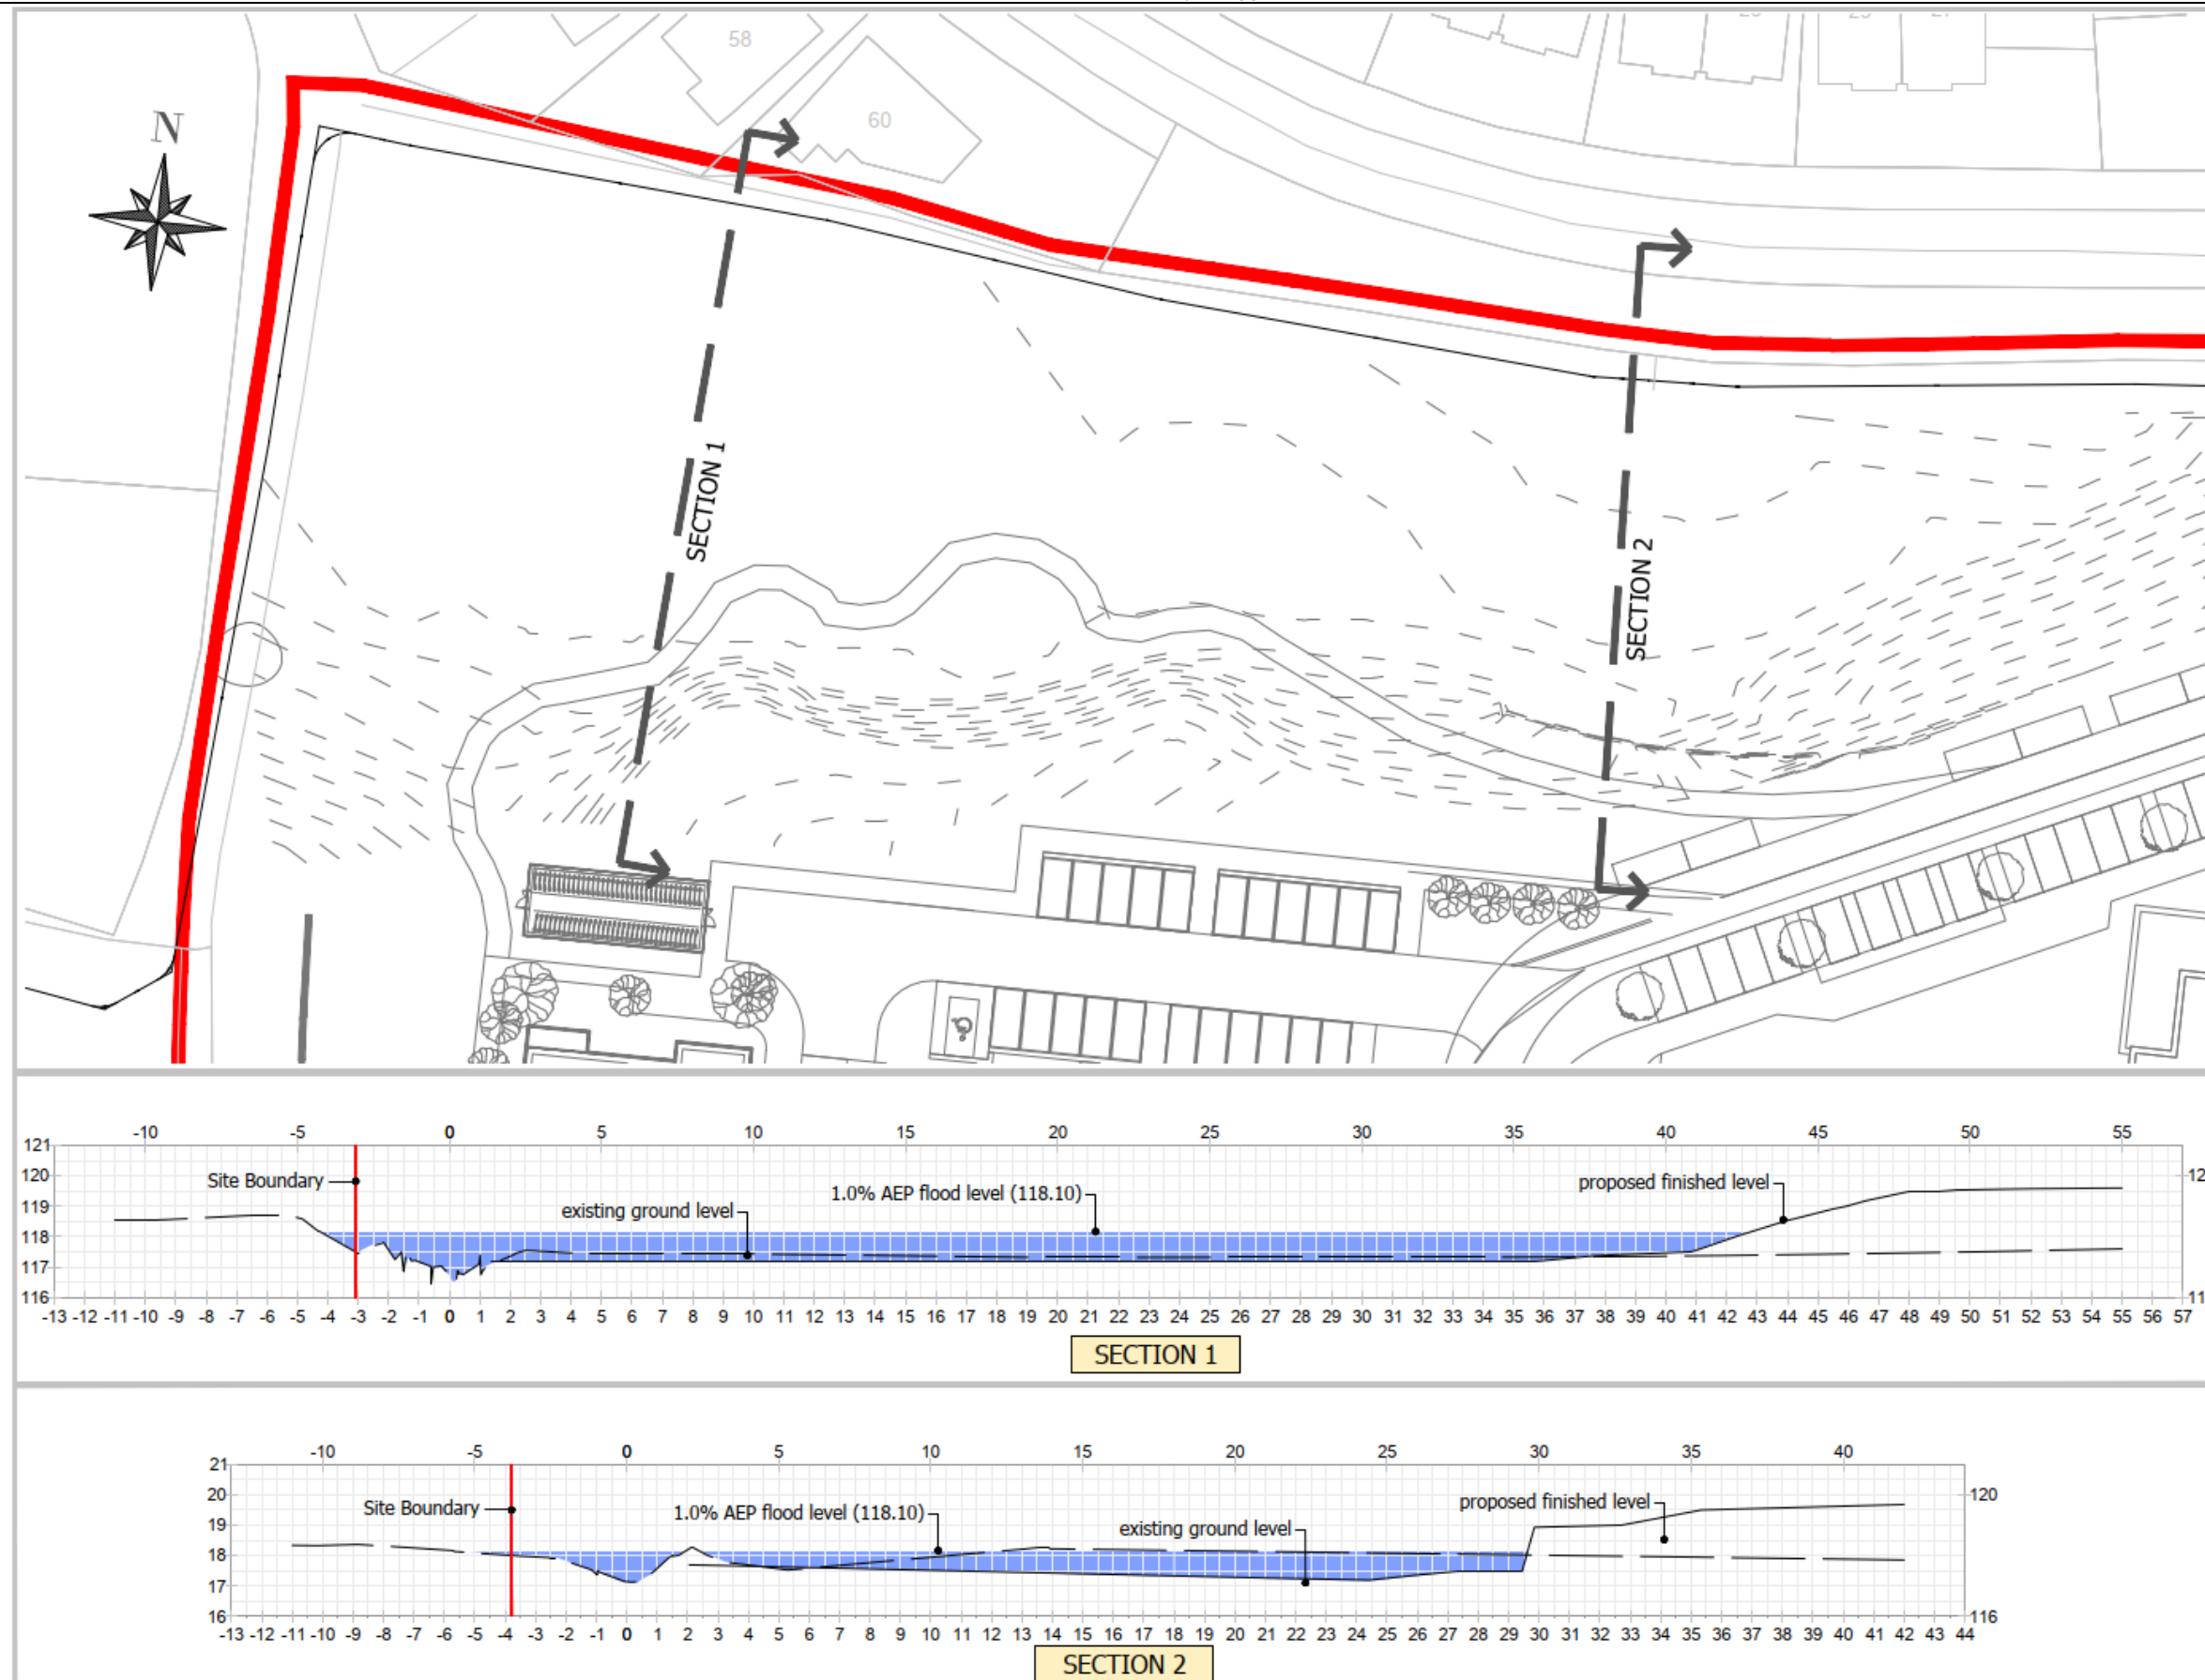 58
60
N
SECTION 1
SECTION 2
-10 -5 0 5 10 15 20 25 30 35 40 45 50 55
121
120
119
118
117
116
Site Boundary
existing ground level
1.0% AEP flood level (118.10)
proposed finished level
-13 -12 -11 -10 -9 -8 -7 -6 -5 -4 -3 -2 -1 0 1 2 3 4 5 6 7 8 9 10 11 12 13 14 15 16 17 18 19 20 21 22 23 24 25 26 27 28 29 30 31 32 33 34 35 36 37 38 39 40 41 42 43 44 45 46 47 48 49 50 51 52 53 54 55 56 57
SECTION 1
-10 -5 0 5 10 15 20 25 30 35 40
21
20 120
19
18
17
16 116
Site Boundary
1.0% AEP flood level (118.10)
existing ground level
proposed finished level
-13 -12 -11 -10 -9 -8 -7 -6 -5 -4 -3 -2 -1 0 1 2 3 4 5 6 7 8 9 10 11 12 13 14 15 16 17 18 19 20 21 22 23 24 25 26 27 28 29 30 31 32 33 34 35 36 37 38 39 40 41 42 43 44
SECTION 2